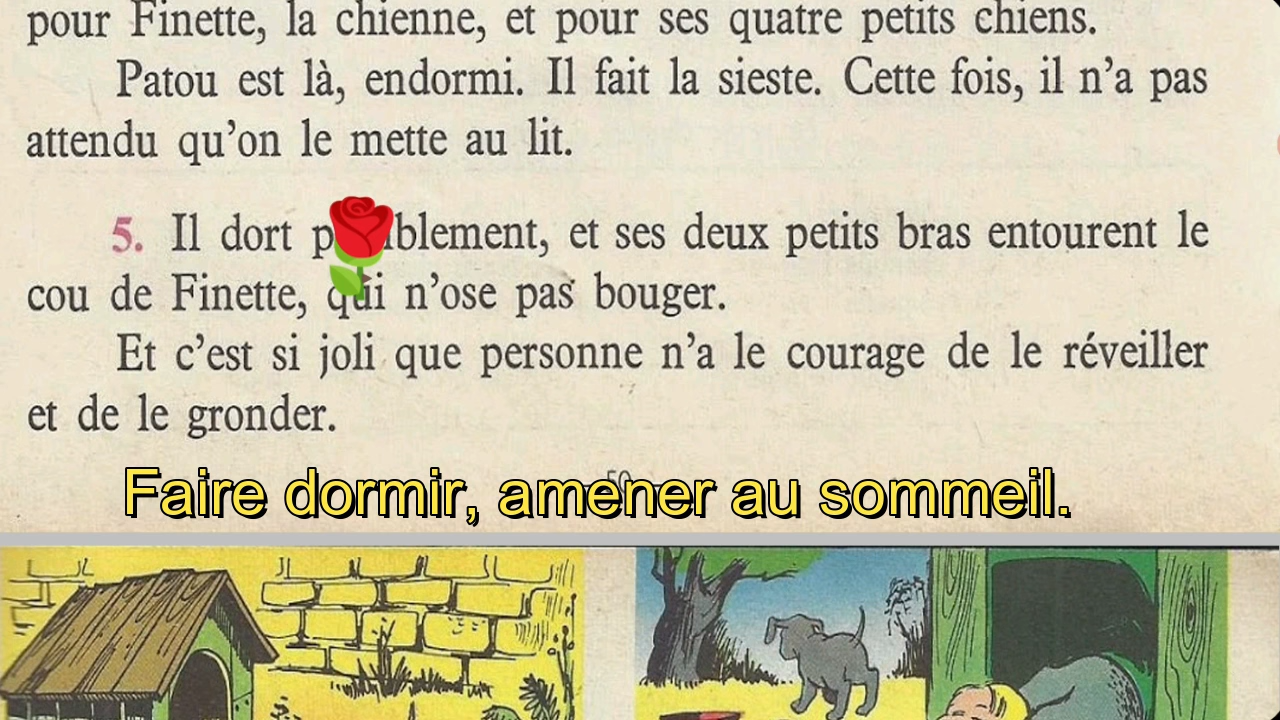 pour Finette, la chienne, et pour ses quatre petits chiens.
Patou est là, endormi. Il fait la sieste. Cette fois, il n'a pas
attendu qu'on le mette au lit.
5. Il dort paisiblement, et ses deux petits bras entourent le
cou de Finette, qui n'ose pas bouger.
Et c'est si joli que personne n'a le courage de le réveiller
et de le gronder.
— 50 —
Faire dormir, amener au sommeil.